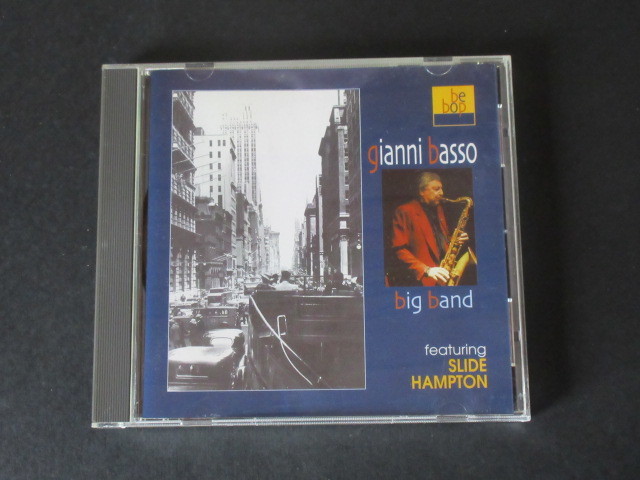 be
bop
gianni basso
big band
featuring
SLIDE
HAMPTON